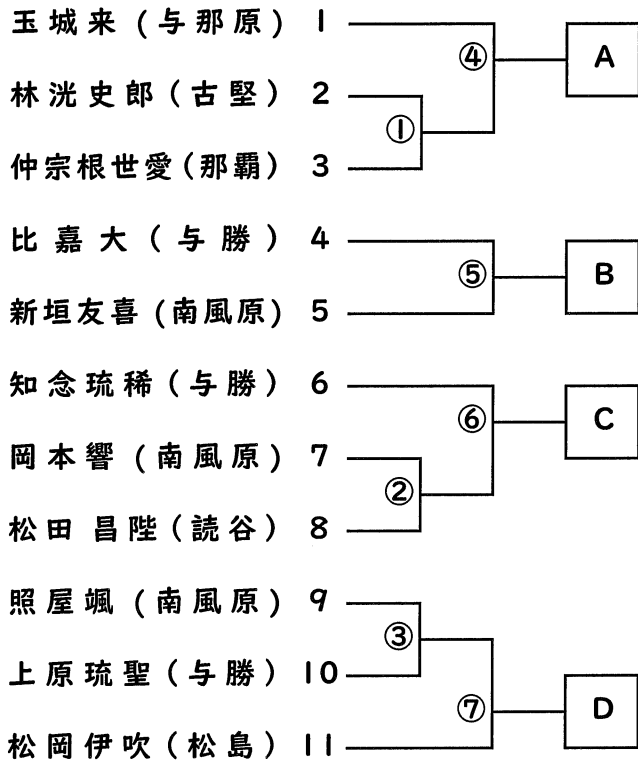 玉城来(与那原) 1
④ A
林洸史郎(古堅) 2
①
仲宗根世愛(那覇) 3
比嘉大(与勝) 4
⑤ B
新垣友喜(南風原) 5
知念琉稀(与勝) 6
⑥ C
岡本響(南風原) 7
②
松田昌陛(読谷) 8
照屋颯(南風原) 9
③
上原琉聖(与勝) 10
⑦ D
松岡伊吹(松島) 11